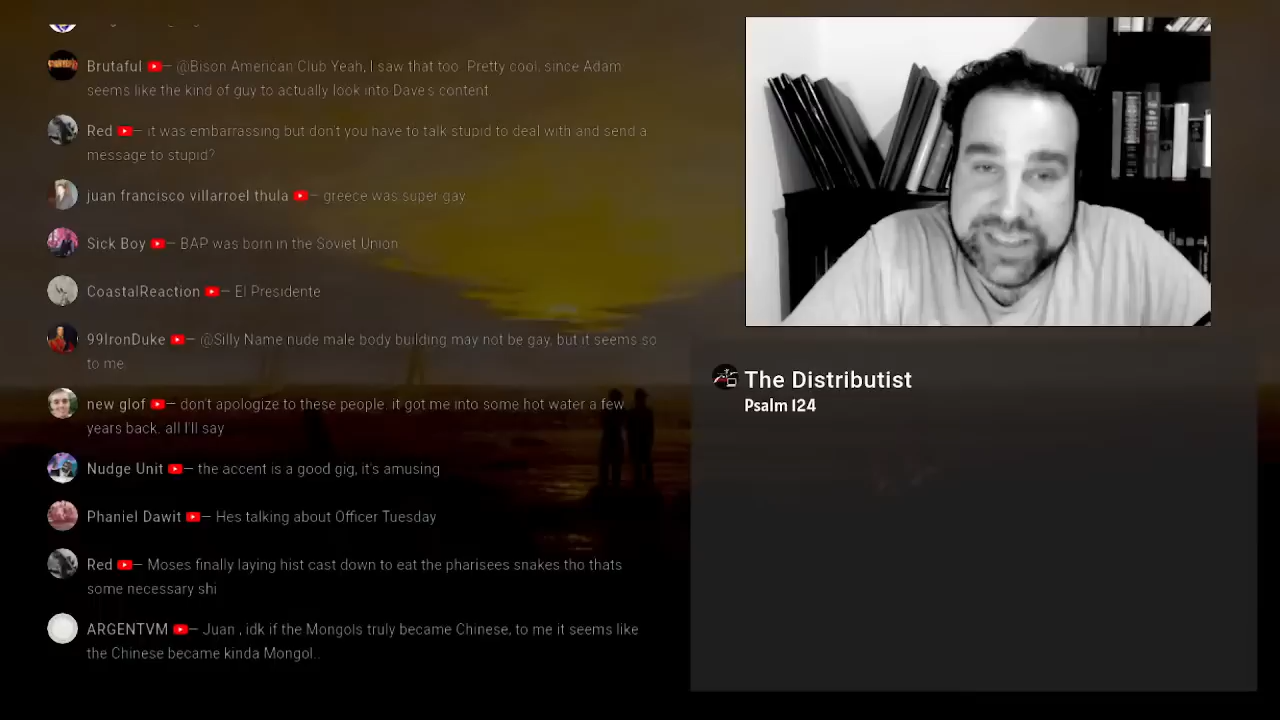 Brutaful — @Bison American Club Yeah, I saw that too. Pretty cool. since Adam
seems like the kind of guy to actually look into Dave's content
Red — it was embarrassing but don't you have to talk stupid to deal with and send a
message to stupid?
juan francisco villarroel thula — greece was super gay
Sick Boy — BAP was born in the Soviet Union
CoastalReaction — El Presidente
99IronDuke — @Silly Name nude male body building may not be gay, but it seems so
to me
new glof — don't apologize to these people. it got me into some hot water a few
years back. all I'll say
Nudge Unit — the accent is a good gig, it's amusing
Phaniel Dawit — Hes talking about Officer Tuesday
Red — Moses finally laying hist cast down to eat the pharisees snakes tho thats
some necessary shi
ARGENTVM — Juan , idk if the Mongols truly became Chinese, to me it seems like
the Chinese became kinda Mongol..
The Distributist
Psalm 124